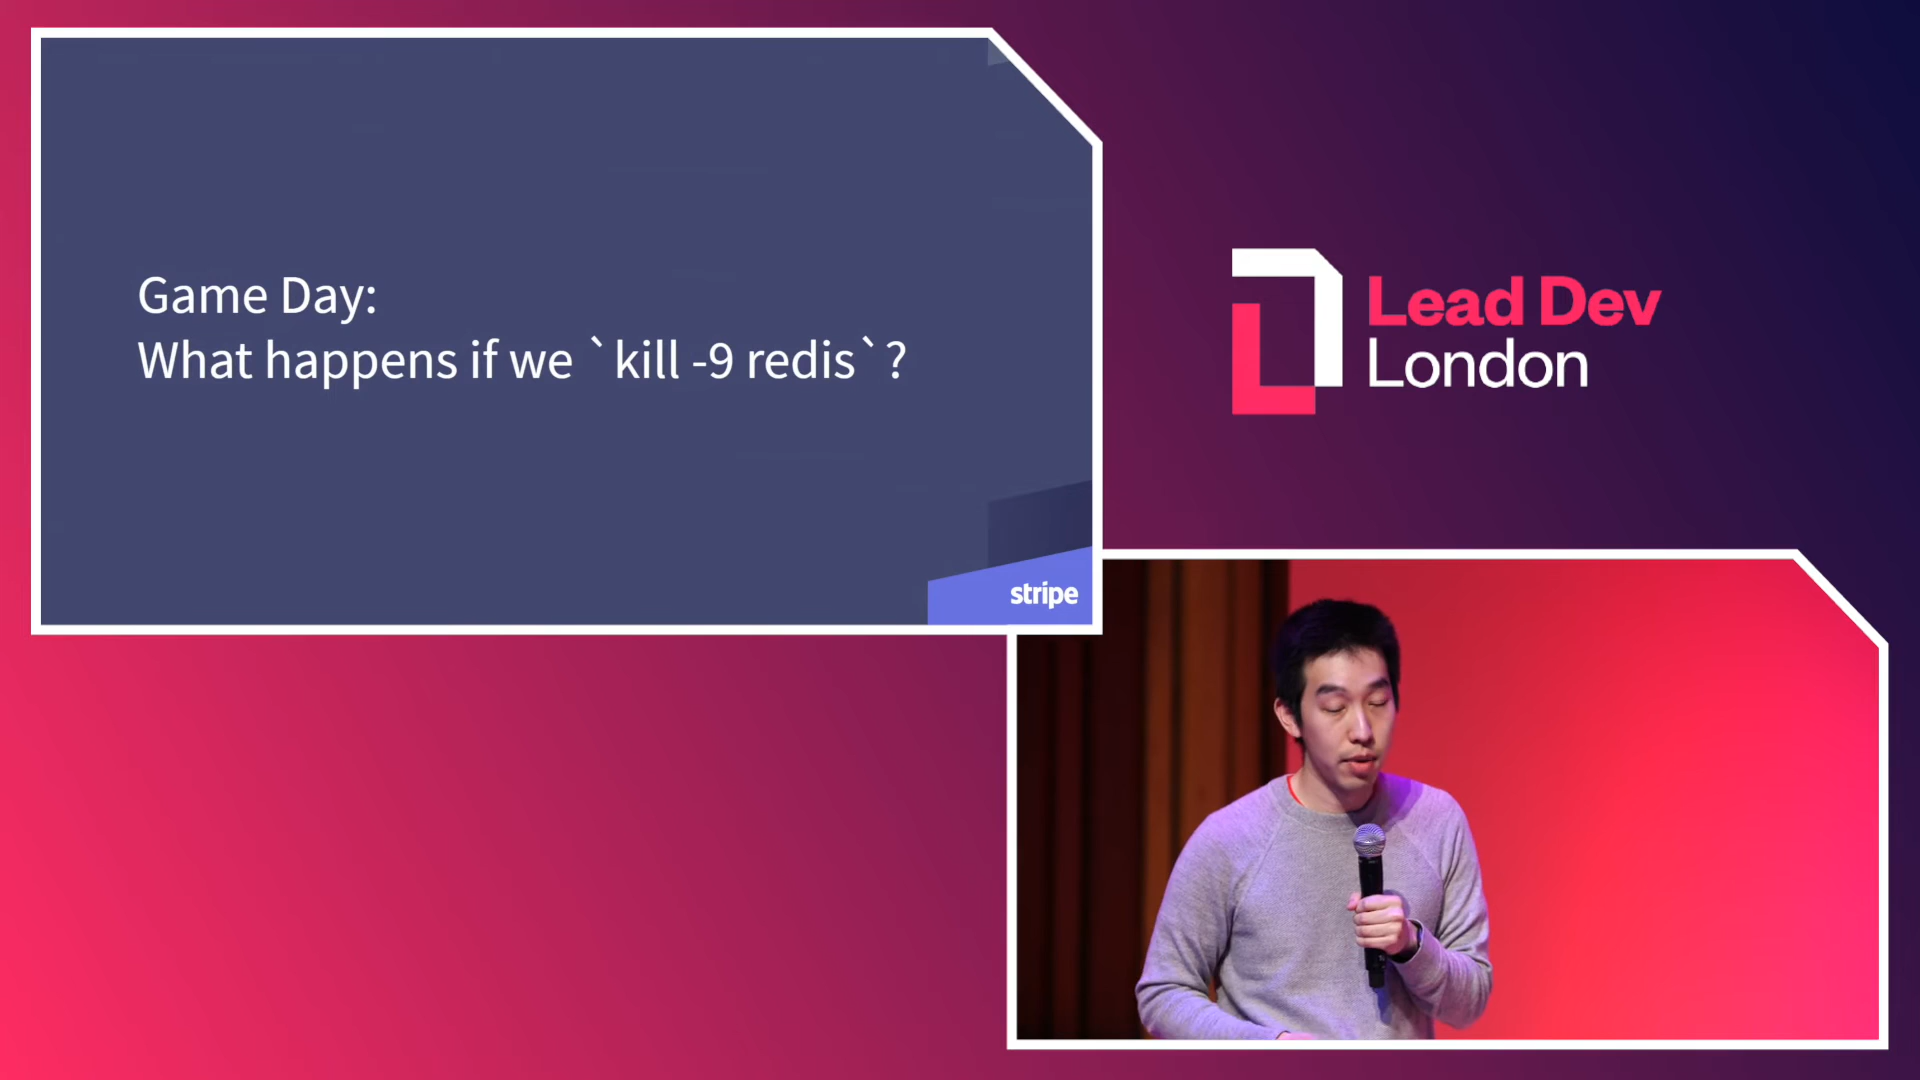 Game Day:
What happens if we `kill -9 redis`?
stripe
Lead Dev
London